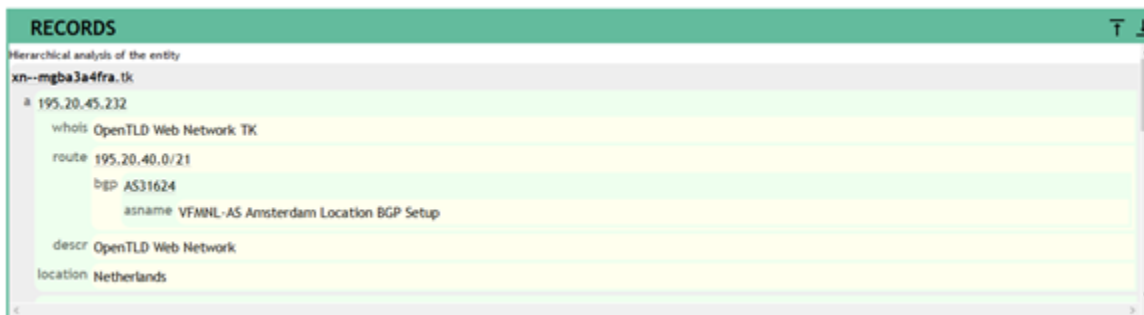 RECORDS
Hierarchical analysis of the entity
xn--mgba3a4fra.tk
a 195.20.45.232
whois OpenTLD Web Network TK
route 195.20.40.0/21
bgp AS31624
asname VFMNL-AS Amsterdam Location BGP Setup
descr OpenTLD Web Network
location Netherlands